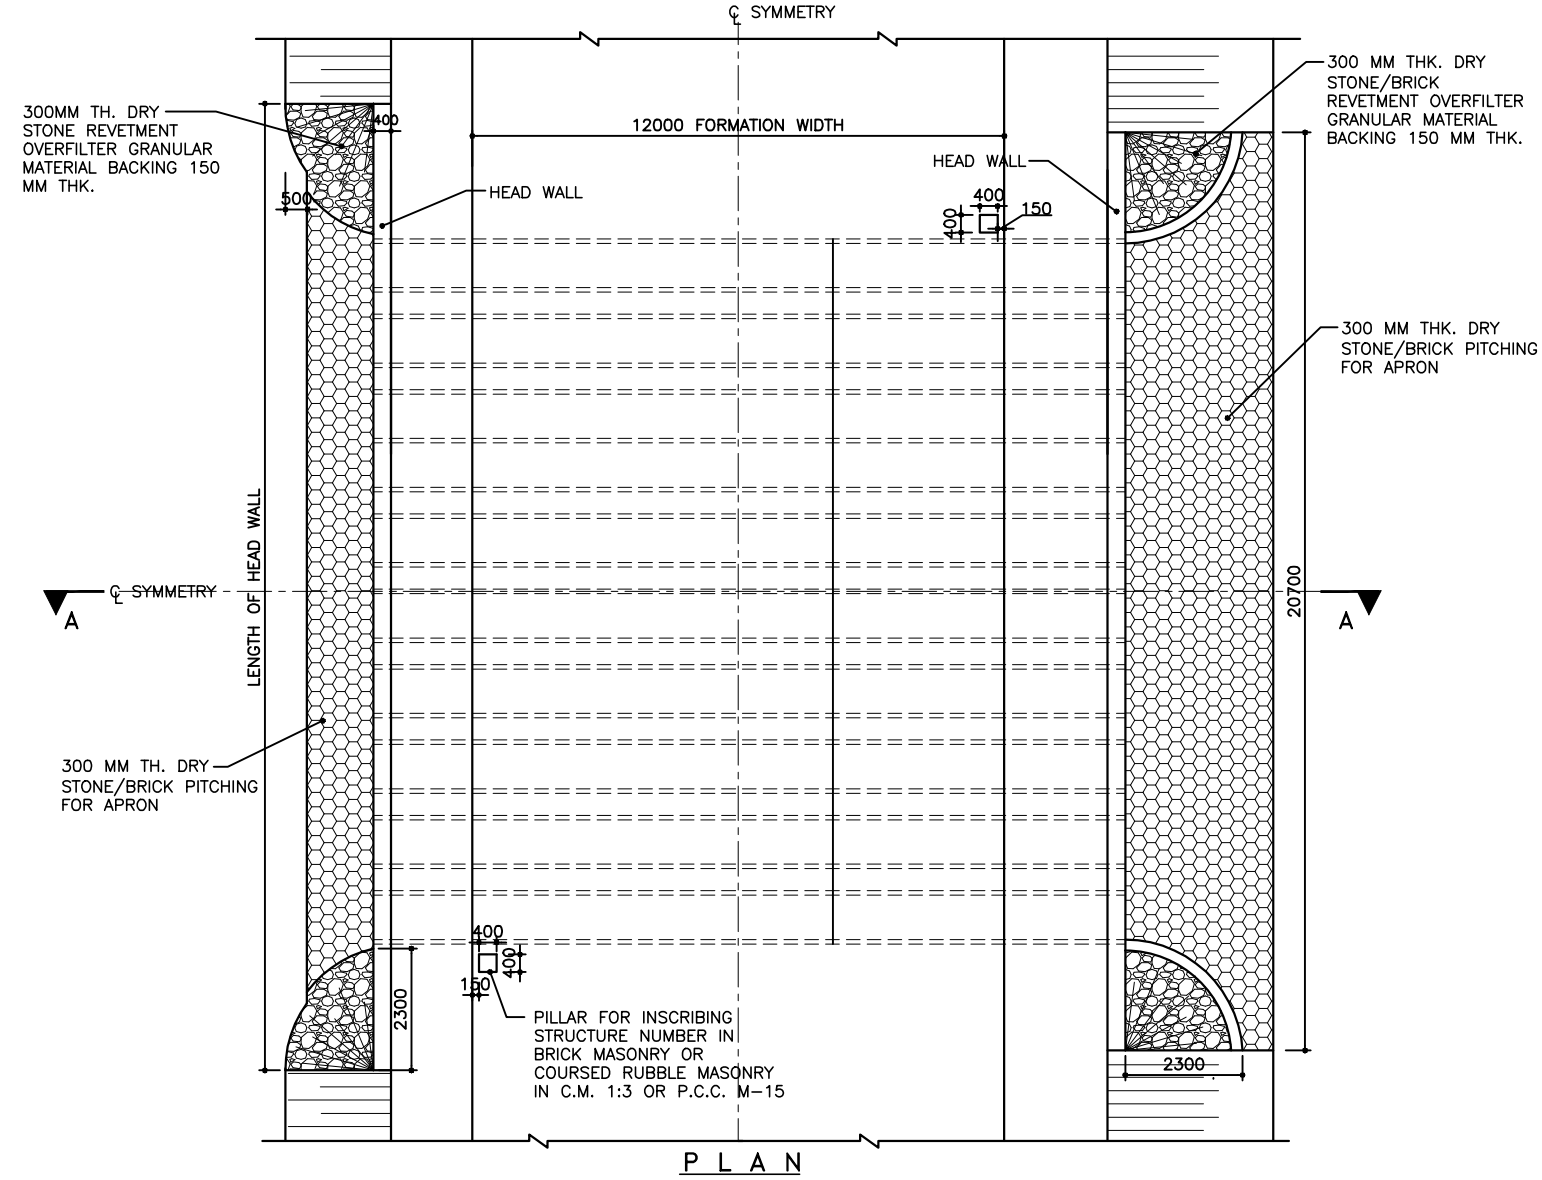 ℄ SYMMETRY
300MM TH. DRY
STONE REVETMENT
OVERFILTER GRANULAR
MATERIAL BACKING 150
MM THK.
400
12000 FORMATION WIDTH
300 MM THK. DRY
STONE/BRICK
REVETMENT OVERFILTER
GRANULAR MATERIAL
BACKING 150 MM THK.
HEAD WALL
500
HEAD WALL
400
400
150
300 MM THK. DRY
STONE/BRICK PITCHING
FOR APRON
LENGTH OF HEAD WALL
℄ SYMMETRY
A
20700
A
300 MM TH. DRY
STONE/BRICK PITCHING
FOR APRON
400
400
150
2300
PILLAR FOR INSCRIBING
STRUCTURE NUMBER IN
BRICK MASONRY OR
COURSED RUBBLE MASONRY
IN C.M. 1:3 OR P.C.C. M-15
2300
PLAN